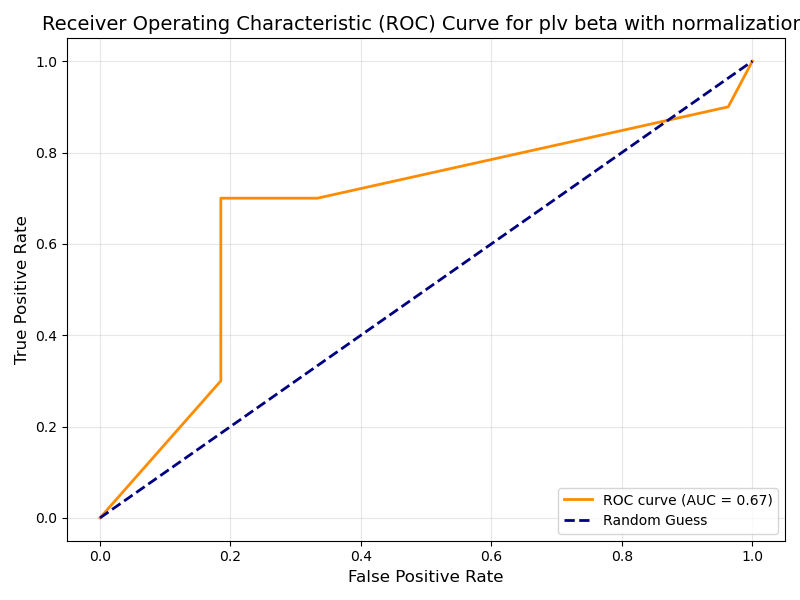 Receiver Operating Characteristic (ROC) Curve for plv beta with normalization
1.0
0.8
0.6
0.4
0.2
0.0
True Positive Rate
0.0 0.2 0.4 0.6 0.8 1.0
False Positive Rate
ROC curve (AUC = 0.67)
Random Guess